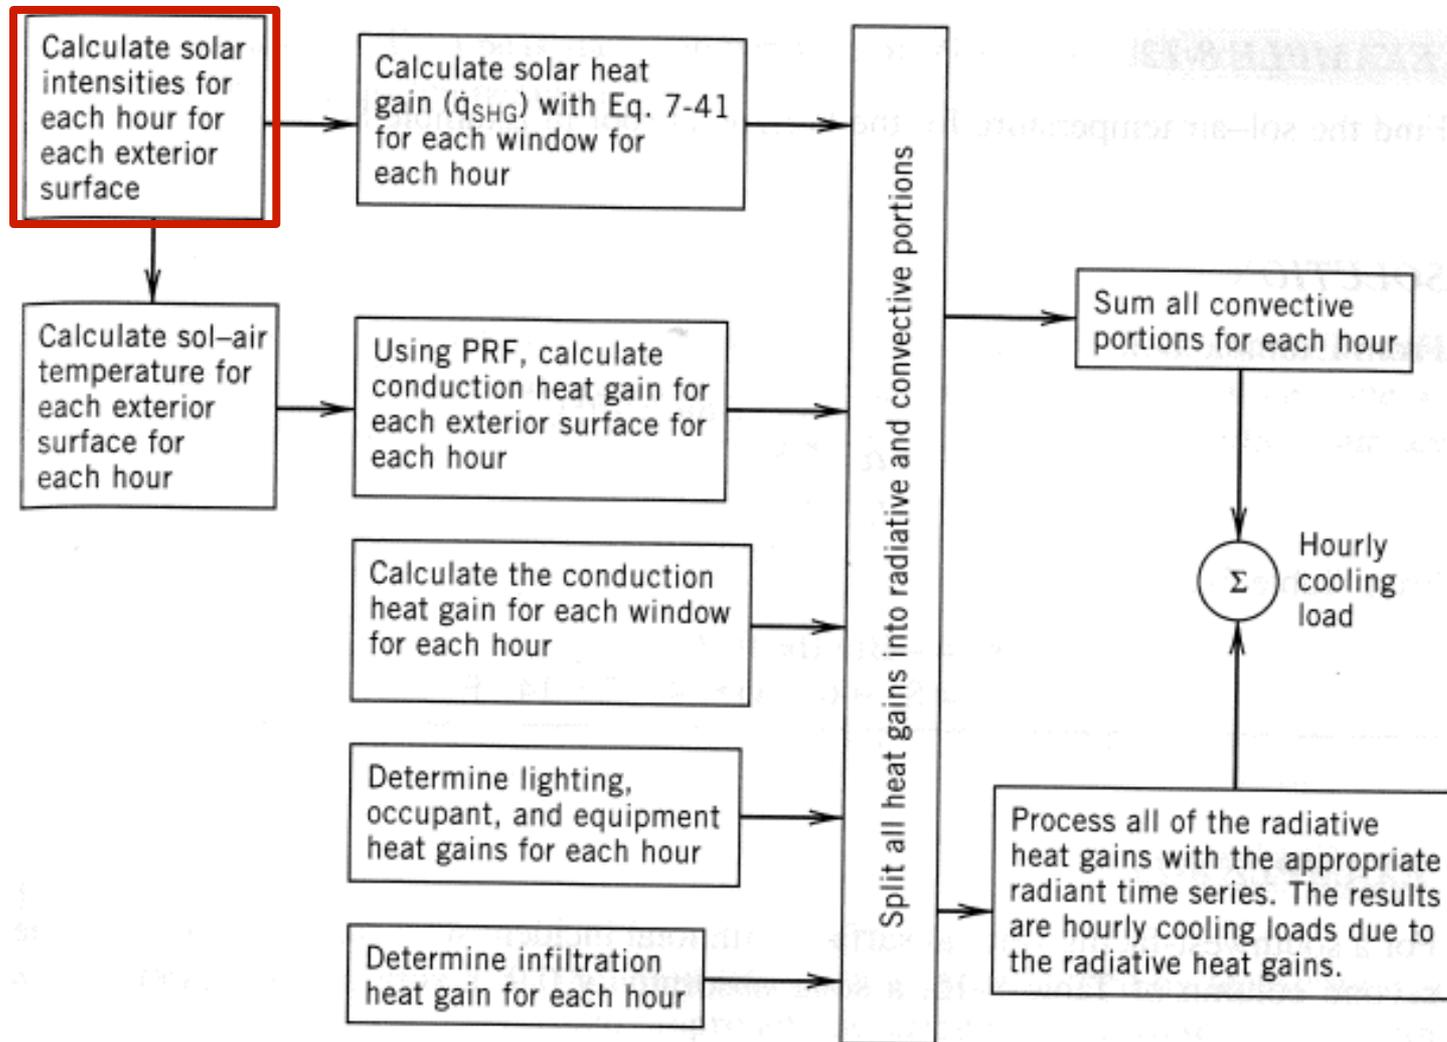 Calculate solar
intensities for
each hour for
each exterior
surface
Calculate solar heat
gain (q̇SHG) with Eq. 7-41
for each window for
each hour
Calculate sol–air
temperature for
each exterior
surface for
each hour
Using PRF, calculate
conduction heat gain for
each exterior surface for
each hour
Calculate the conduction
heat gain for each window
for each hour
Determine lighting,
occupant, and equipment
heat gains for each hour
Determine infiltration
heat gain for each hour
Split all heat gains into radiative and convective portions
Sum all convective
portions for each hour
Σ
Hourly
cooling
load
Process all of the radiative
heat gains with the appropriate
radiant time series. The results
are hourly cooling loads due to
the radiative heat gains.